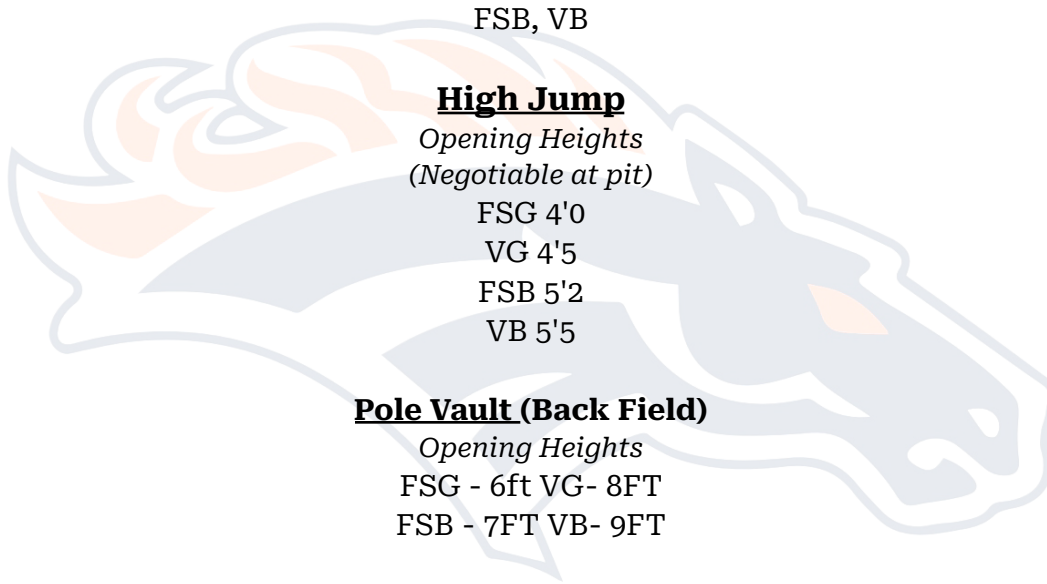 FSB, VB
High Jump
Opening Heights
(Negotiable at pit)
FSG 4'0
VG 4'5
FSB 5'2
VB 5'5
Pole Vault (Back Field)
Opening Heights
FSG - 6ft VG- 8FT
FSB - 7FT VB- 9FT